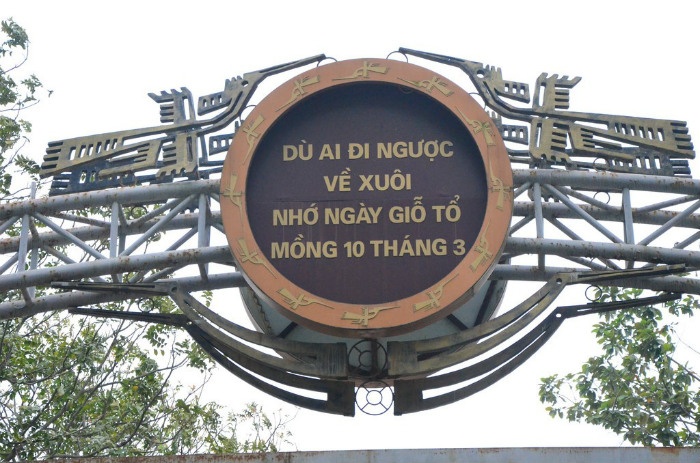 DÙ AI ĐI NGƯỢC
VỀ XUÔI
NHỚ NGÀY GIỖ TỔ
MỒNG 10 THÁNG 3